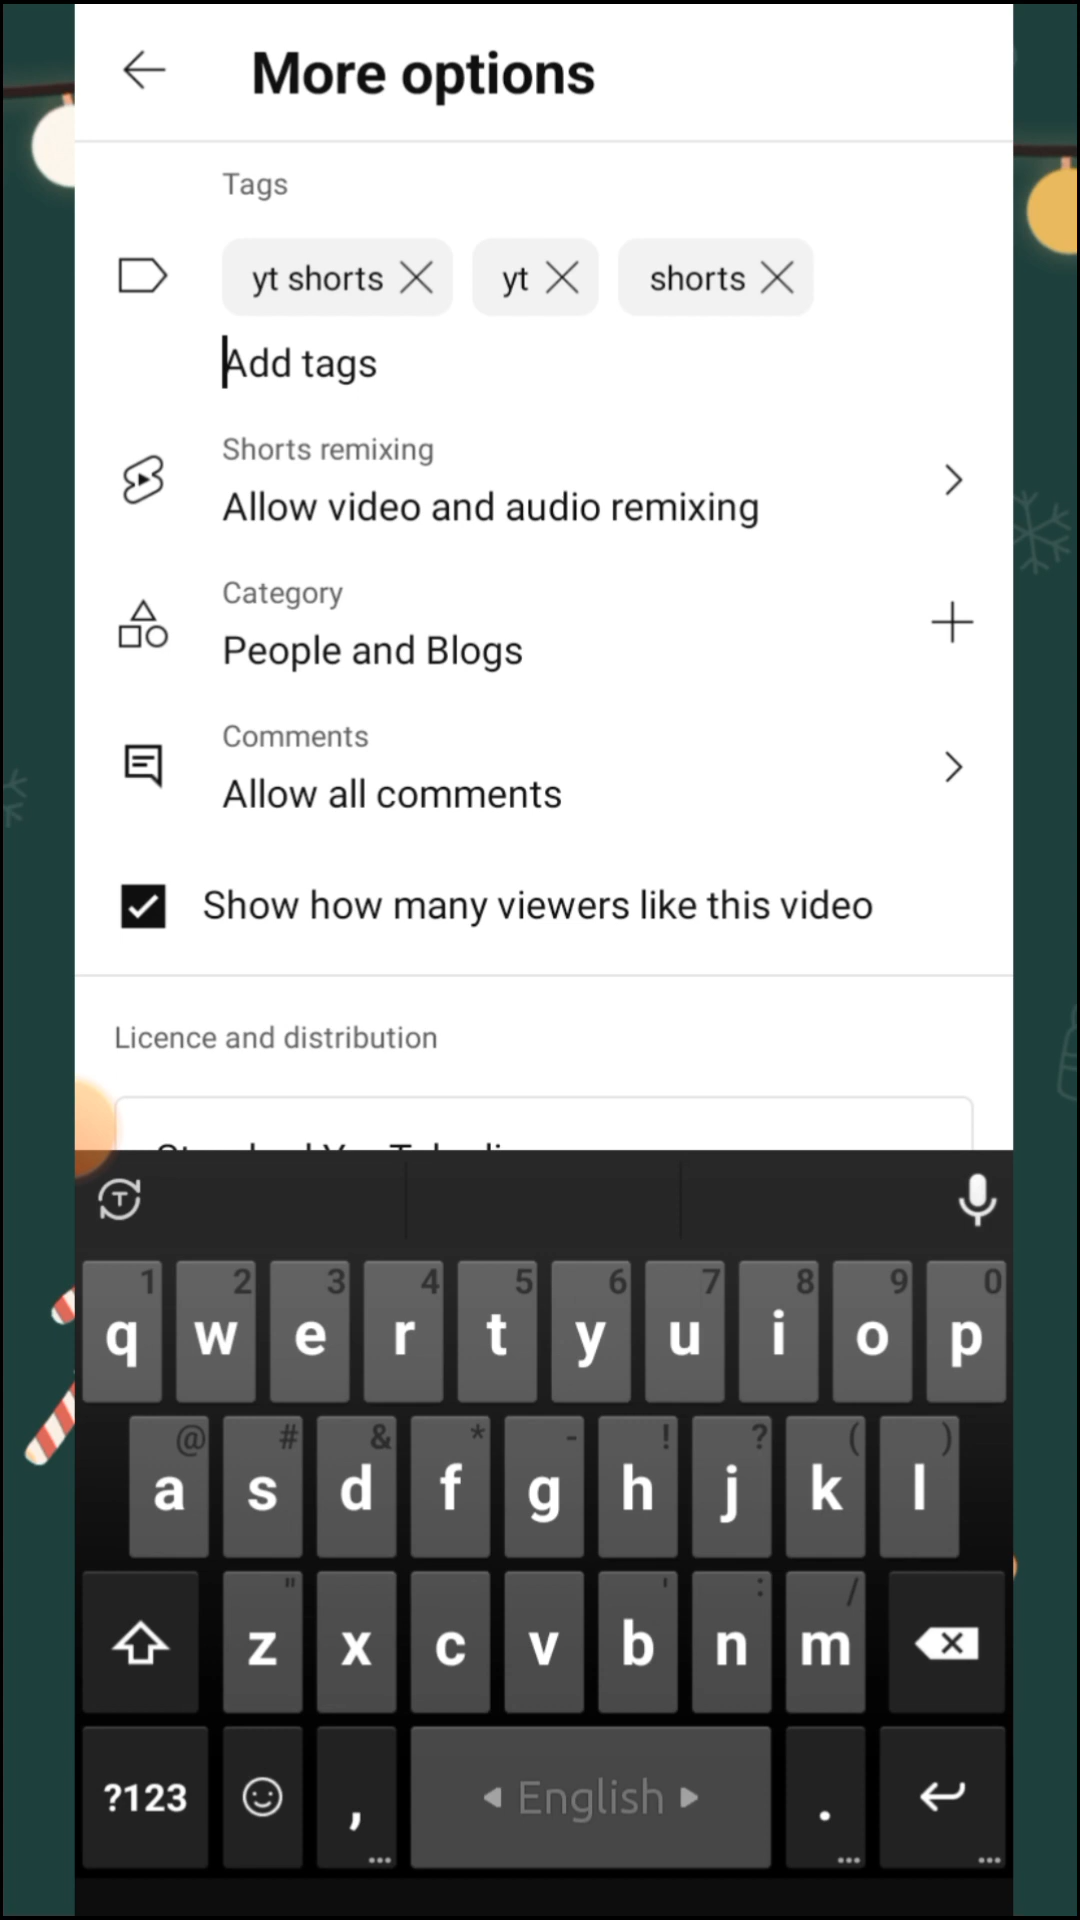 More options
Tags
yt shorts yt shorts
Add tags
Shorts remixing
Allow video and audio remixing
Category
People and Blogs
Comments
Allow all comments
Show how many viewers like this video
Licence and distribution
T
1 2 3 4 5 6 7 8 9 0
q w e r t y u i o p
@ # & * - ! ? ( )
a s d f g h j k l
" ' : /
z x c v b n m
?123 , English .